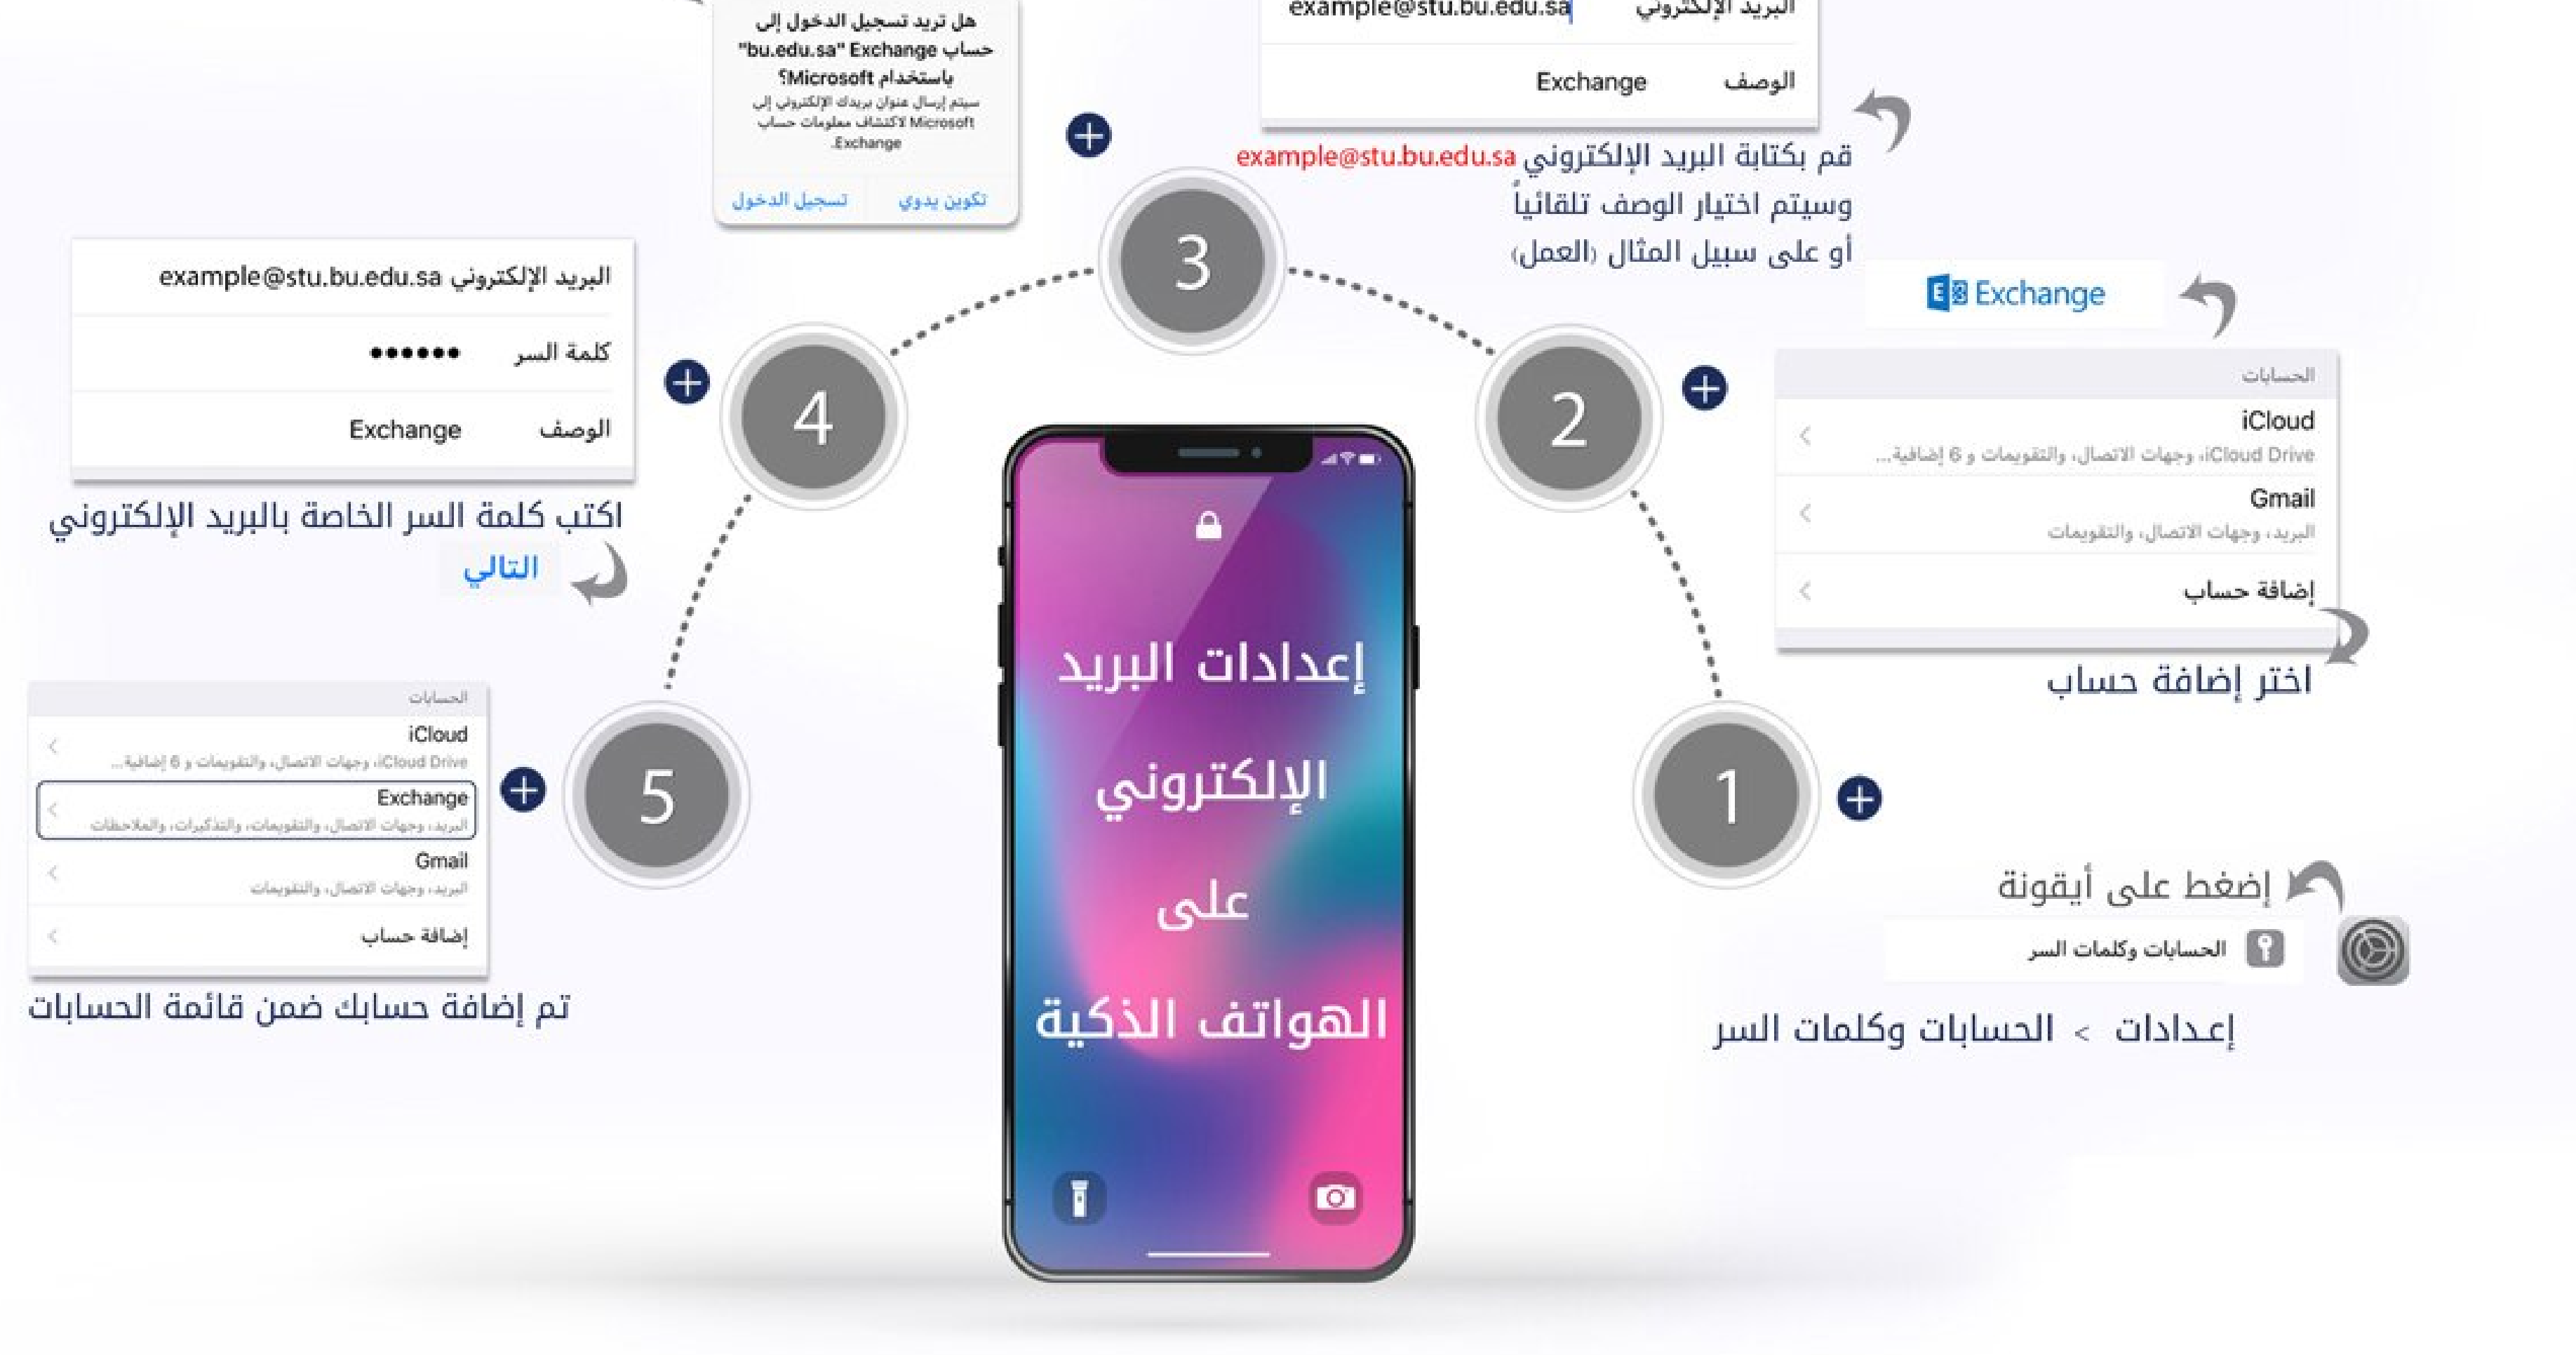 هل تريد تسجيل الدخول إلى
حساب Exchange "bu.edu.sa"
باستخدام Microsoft؟
سيتم إرسال عنوان بريدك الإلكتروني إلى
Microsoft لاكتشاف معلومات حساب
Exchange.
تكوين يدوي
تسجيل الدخول
البريد الإلكتروني example@stu.bu.edu.sa
الوصف Exchange
قم بكتابة البريد الإلكتروني example@stu.bu.edu.sa
وسيتم اختيار الوصف تلقائياً
أو على سبيل المثال (العمل)
3
Exchange
2
الحسابات
iCloud
iCloud Drive، وجهات الاتصال، والتقويمات و 6 إضافية...
Gmail
البريد، وجهات الاتصال، والتقويمات
إضافة حساب
اختر إضافة حساب
1
إضغط على أيقونة
الحسابات وكلمات السر
إعدادات > الحسابات وكلمات السر
4
البريد الإلكتروني example@stu.bu.edu.sa
كلمة السر ••••••
الوصف Exchange
اكتب كلمة السر الخاصة بالبريد الإلكتروني
التالي
5
الحسابات
iCloud
iCloud Drive، وجهات الاتصال، والتقويمات و 6 إضافية...
Exchange
البريد، وجهات الاتصال، والتقويمات، والتذكيرات، والملاحظات
Gmail
البريد، وجهات الاتصال، والتقويمات
إضافة حساب
تم إضافة حسابك ضمن قائمة الحسابات
إعدادات البريد
الإلكتروني
على
الهواتف الذكية